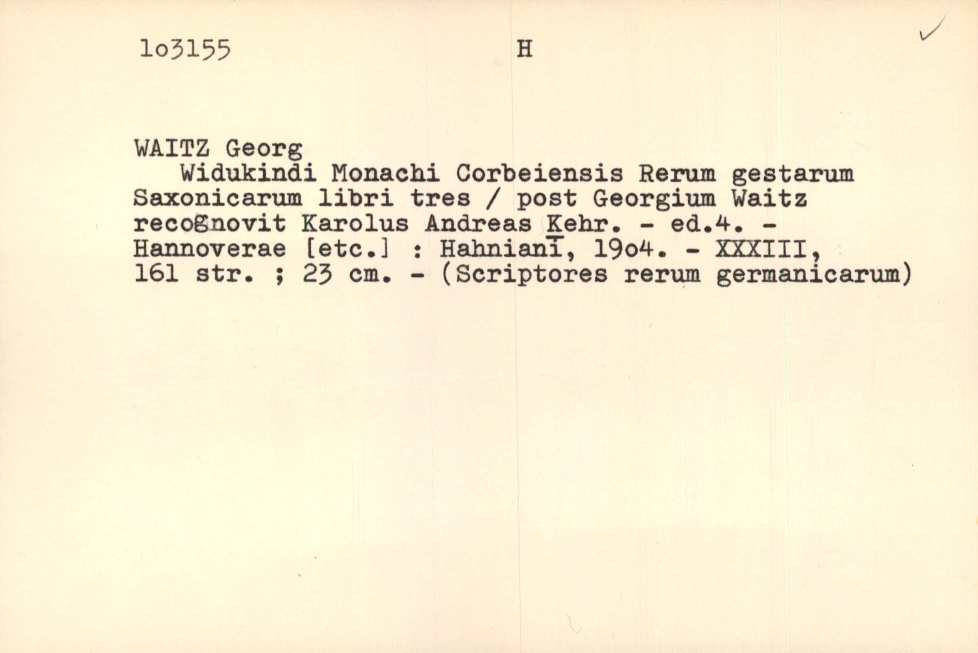 lo3155 H
WAITZ Georg
Widukindi Monachi Corbeiensis Rerum gestarum
Saxonicarum libri tres / post Georgium Waitz
recognovit Karolus Andreas Kehr. - ed.4. -
Hannoverae [etc.] : Hahniani, 19o4. - XXXIII,
161 str. ; 23 cm. - (Scriptores rerum germanicarum)